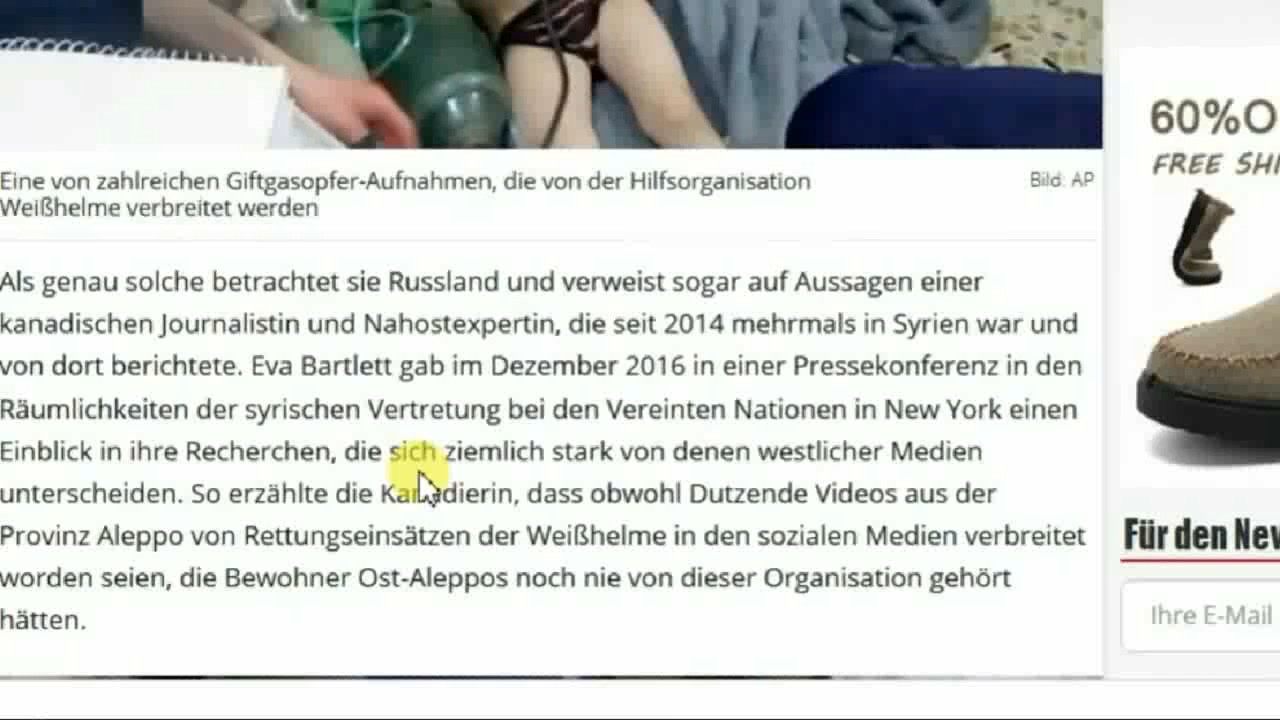 Eine von zahlreichen Giftgasopfer-Aufnahmen, die von der Hilfsorganisation
Weißhelme verbreitet werden
Bild: AP
Als genau solche betrachtet sie Russland und verweist sogar auf Aussagen einer
kanadischen Journalistin und Nahostexpertin, die seit 2014 mehrmals in Syrien war und
von dort berichtete. Eva Bartlett gab im Dezember 2016 in einer Pressekonferenz in den
Räumlichkeiten der syrischen Vertretung bei den Vereinten Nationen in New York einen
Einblick in ihre Recherchen, die sich ziemlich stark von denen westlicher Medien
unterscheiden. So erzählte die Kanadierin, dass obwohl Dutzende Videos aus der
Provinz Aleppo von Rettungseinsätzen der Weißhelme in den sozialen Medien verbreitet
worden seien, die Bewohner Ost-Aleppos noch nie von dieser Organisation gehört
hätten.
60%O
FREE SHI
Für den New
Ihre E-Mail